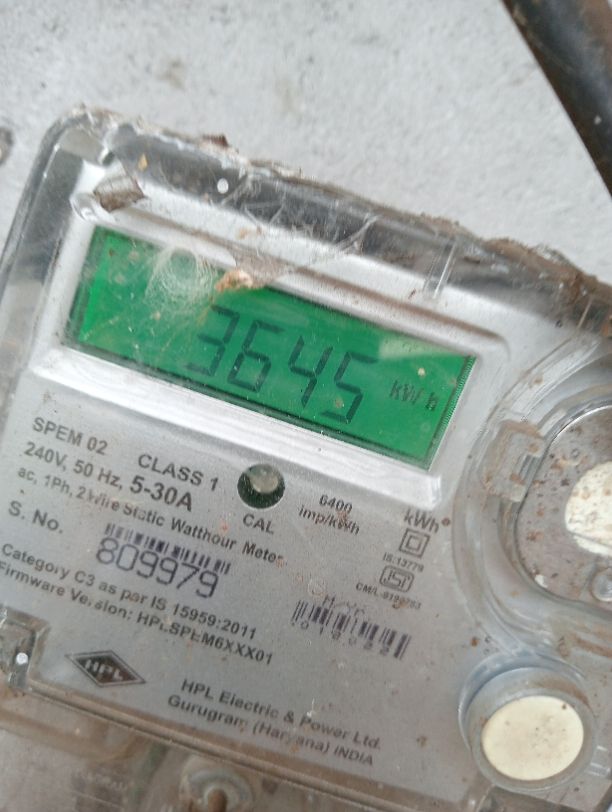 3645 kWh
SPEM 02 CLASS 1
240V, 50 Hz, 5-30A
ac, 1Ph, 2 Wire Static Watthour Meter
CAL
6400
imp/kWh
kWh
IS:13779
S. No.
809979
CM/L-
Category C3 as par IS 15959:2011
Firmware Version: HPLSPEM6XXX01
HPL
HPL Electric & Power Ltd.
Gurugram (Haryana) INDIA